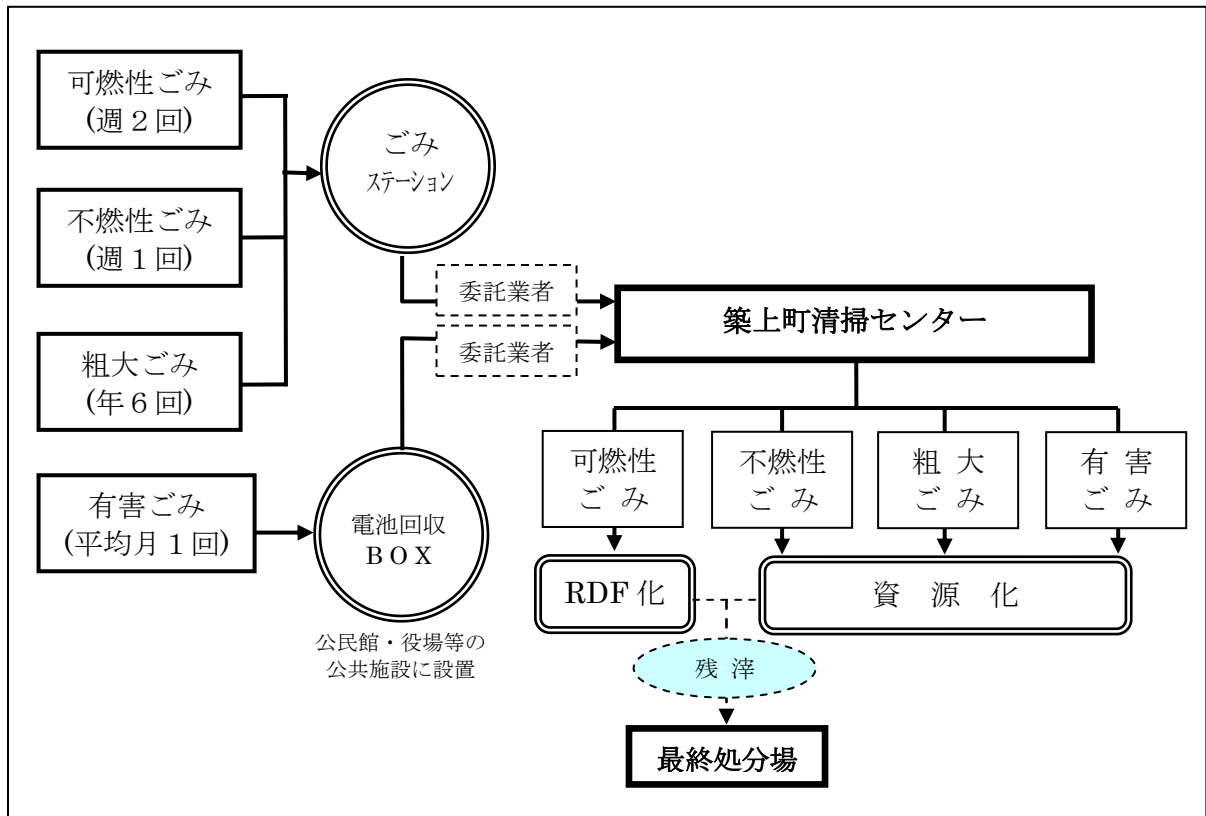 可燃性ごみ
(週２回)
不燃性ごみ
(週１回)
粗大ごみ
(年６回)
有害ごみ
(平均月１回)
ごみ
ステーション
電池回収
ＢＯＸ
公民館・役場等の
公共施設に設置
委託業者
委託業者
築上町清掃センター
可燃性
ごみ
不燃性
ごみ
粗大
ごみ
有害
ごみ
RDF化
資源化
残滓
最終処分場